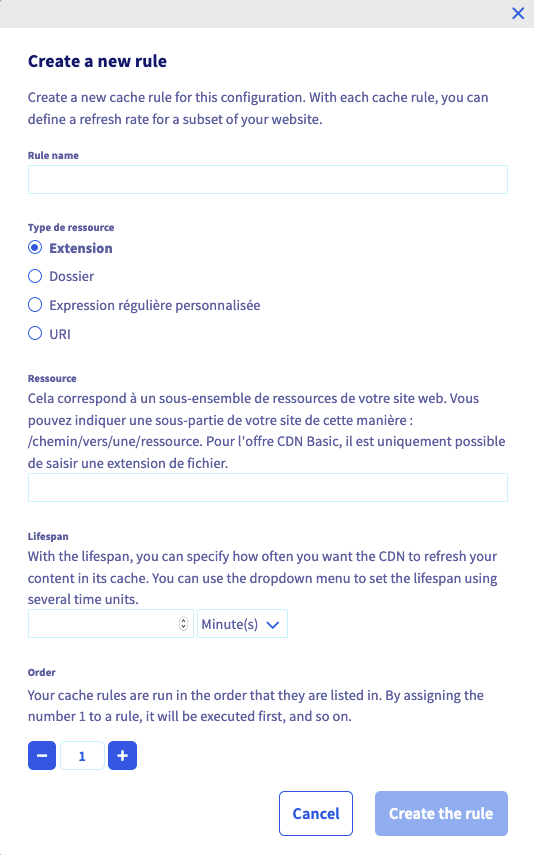 Create a new rule
Create a new cache rule for this configuration. With each cache rule, you can
define a refresh rate for a subset of your website.
Rule name
Type de ressource
Extension
Dossier
Expression régulière personnalisée
URI
Ressource
Cela correspond à un sous-ensemble de ressources de votre site web. Vous
pouvez indiquer une sous-partie de votre site de cette manière :
/chemin/vers/une/ressource. Pour l'offre CDN Basic, il est uniquement possible
de saisir une extension de fichier.
Lifespan
With the lifespan, you can specify how often you want the CDN to refresh your
content in its cache. You can use the dropdown menu to set the lifespan using
several time units.
Minute(s)
Order
Your cache rules are run in the order that they are listed in. By assigning the
number 1 to a rule, it will be executed first, and so on.
1
Cancel Create the rule